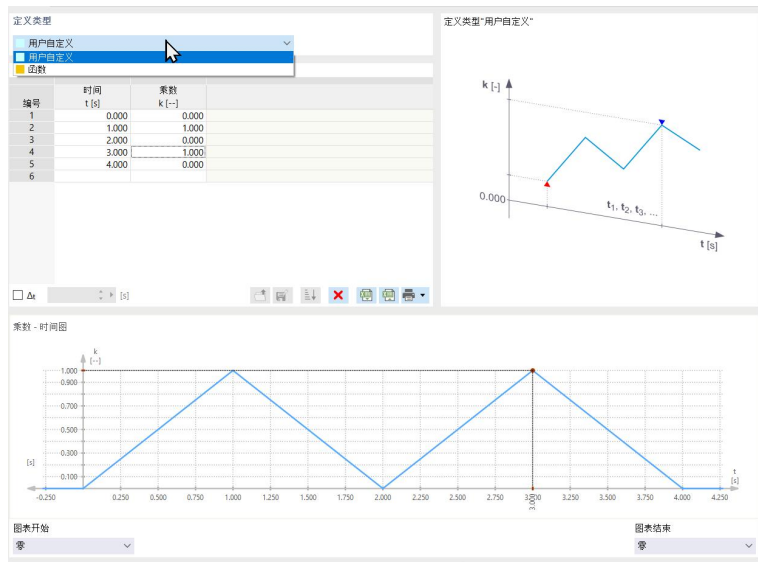 定义类型
用户自定义
用户自定义
函数
时间 乘数
编号 t [s] k [--]
1 0.000 0.000
2 1.000 1.000
3 2.000 0.000
4 3.000 1.000
5 4.000 0.000
6
Δt [s]
定义类型"用户自定义"
k [-]
0.000
t₁, t₂, t₃, ...
t [s]
乘数 - 时间图
k
[--]
1.000
0.900
0.700
0.500
0.300
[s]
0.100
t
[s]
-0.250 0.250 0.500 0.750 1.000 1.250 1.500 1.750 2.000 2.250 2.500 2.750 3.250 3.500 3.750 4.000 4.250
3.000
图表开始 图表结束
零 零